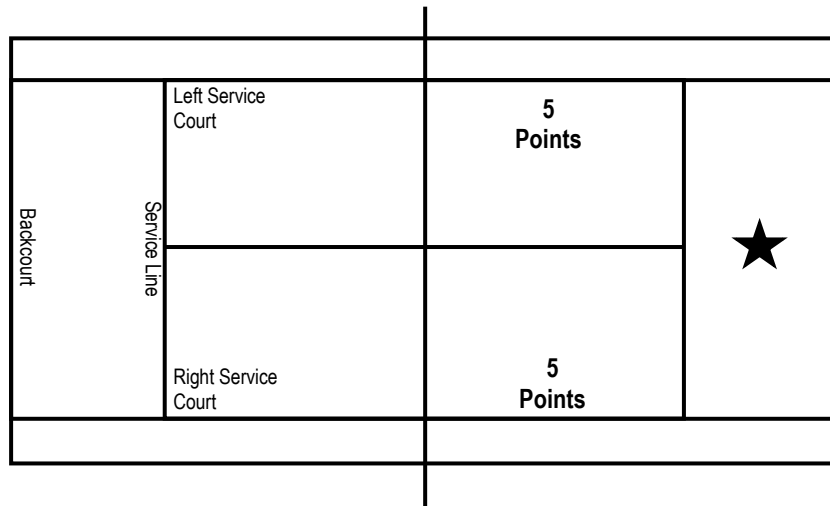 Left Service
Court
5
Points
Backcourt
Service Line
Right Service
Court
5
Points